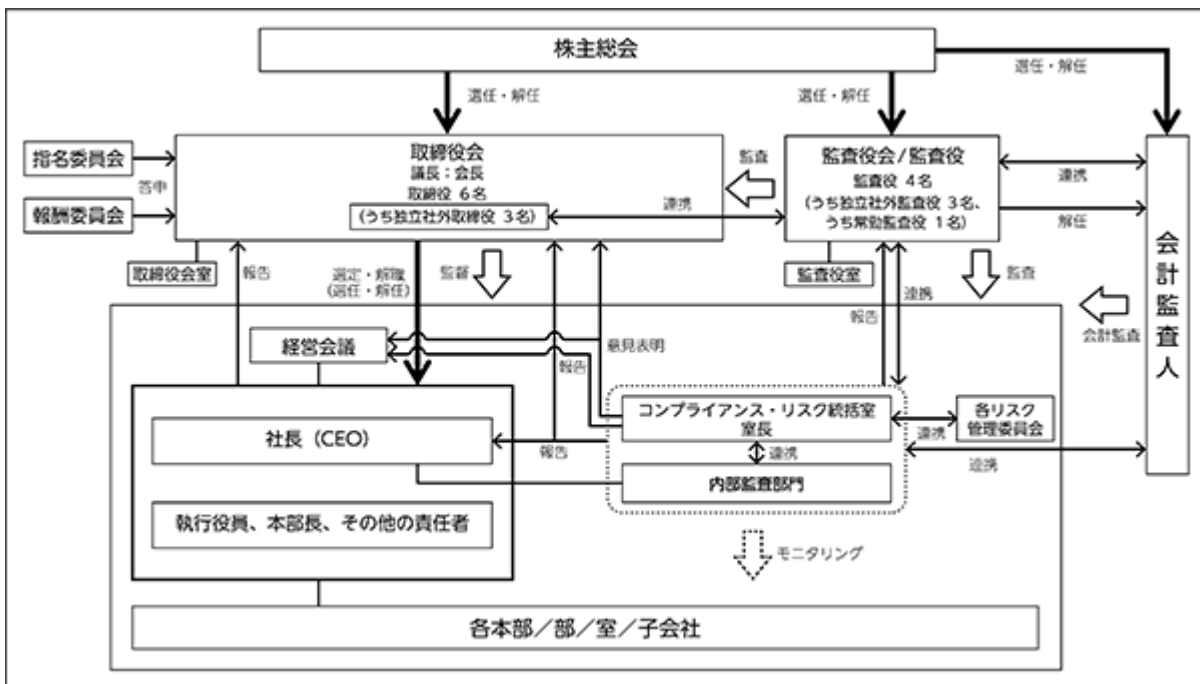 株主総会
選任・解任
選任・解任
選任・解任
指名委員会
答申
報酬委員会
取締役会
議長：会長
取締役 6名
（うち独立社外取締役 3名）
監査
連携
監査役会/監査役
監査役 4名
（うち独立社外監査役 3名、
うち常勤監査役 1名）
連携
解任
会計監査人
取締役会室
報告
選定・解職
（選任・解任）
監督
監査役室
監査
連携
報告
会計監査
経営会議
意見表明
報告
コンプライアンス・リスク統括室
室長
各リスク
管理委員会
連携
社長（CEO）
報告
連携
連携
内部監査部門
執行役員、本部長、その他の責任者
モニタリング
各本部／部／室／子会社